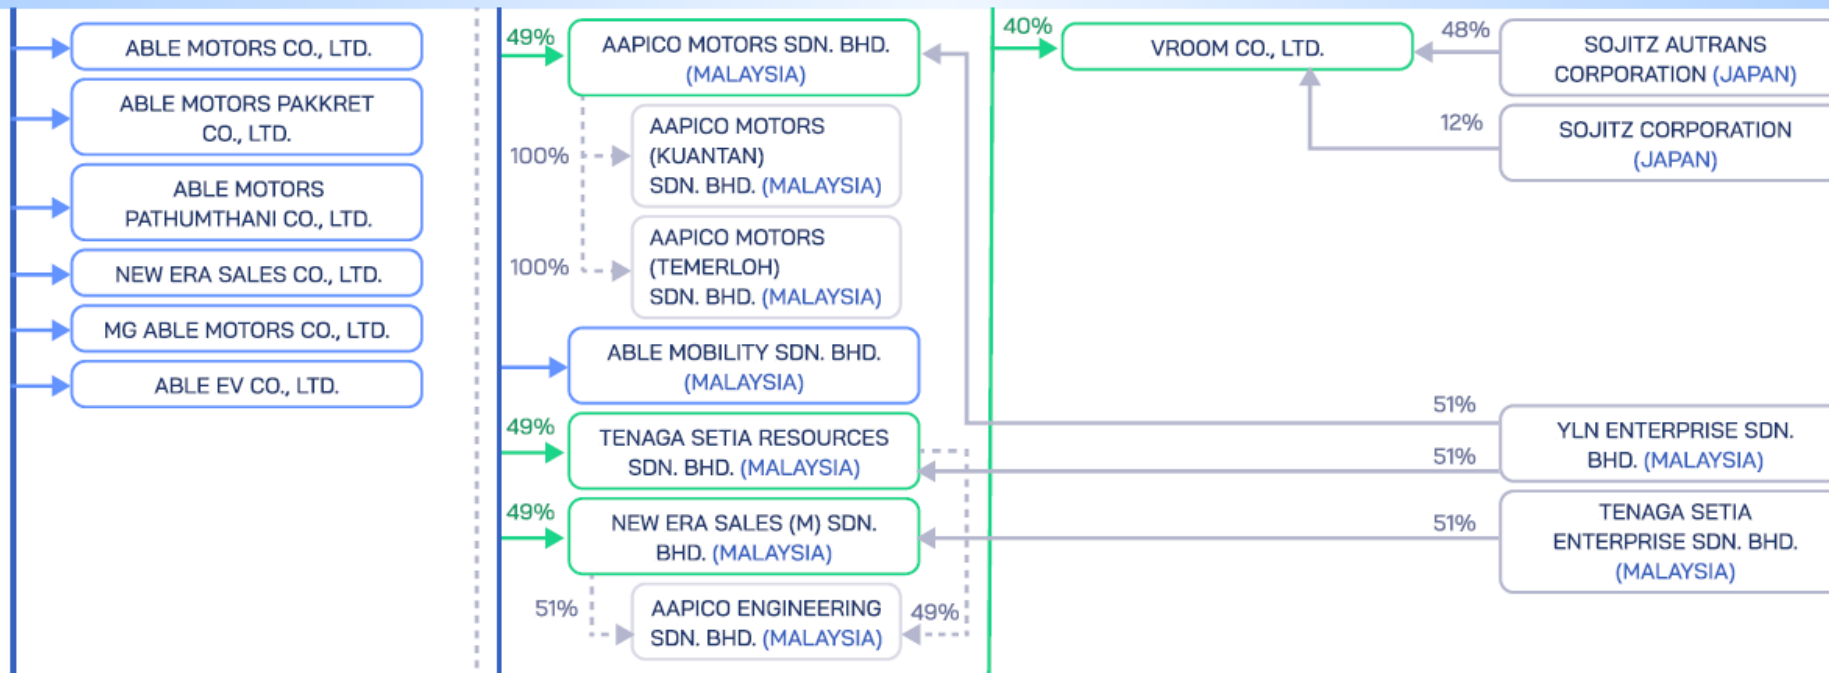 ABLE MOTORS CO., LTD.
ABLE MOTORS PAKKRET
CO., LTD.
ABLE MOTORS
PATHUMTHANI CO., LTD.
NEW ERA SALES CO., LTD.
MG ABLE MOTORS CO., LTD.
ABLE EV CO., LTD.
49%
AAPICO MOTORS SDN. BHD.
(MALAYSIA)
100%
AAPICO MOTORS
(KUANTAN)
SDN. BHD. (MALAYSIA)
100%
AAPICO MOTORS
(TEMERLOH)
SDN. BHD. (MALAYSIA)
ABLE MOBILITY SDN. BHD.
(MALAYSIA)
49%
TENAGA SETIA RESOURCES
SDN. BHD. (MALAYSIA)
49%
NEW ERA SALES (M) SDN.
BHD. (MALAYSIA)
51%
AAPICO ENGINEERING
SDN. BHD. (MALAYSIA)
49%
40%
VROOM CO., LTD.
48%
SOJITZ AUTRANS
CORPORATION (JAPAN)
12%
SOJITZ CORPORATION
(JAPAN)
51%
51%
YLN ENTERPRISE SDN.
BHD. (MALAYSIA)
51%
TENAGA SETIA
ENTERPRISE SDN. BHD.
(MALAYSIA)